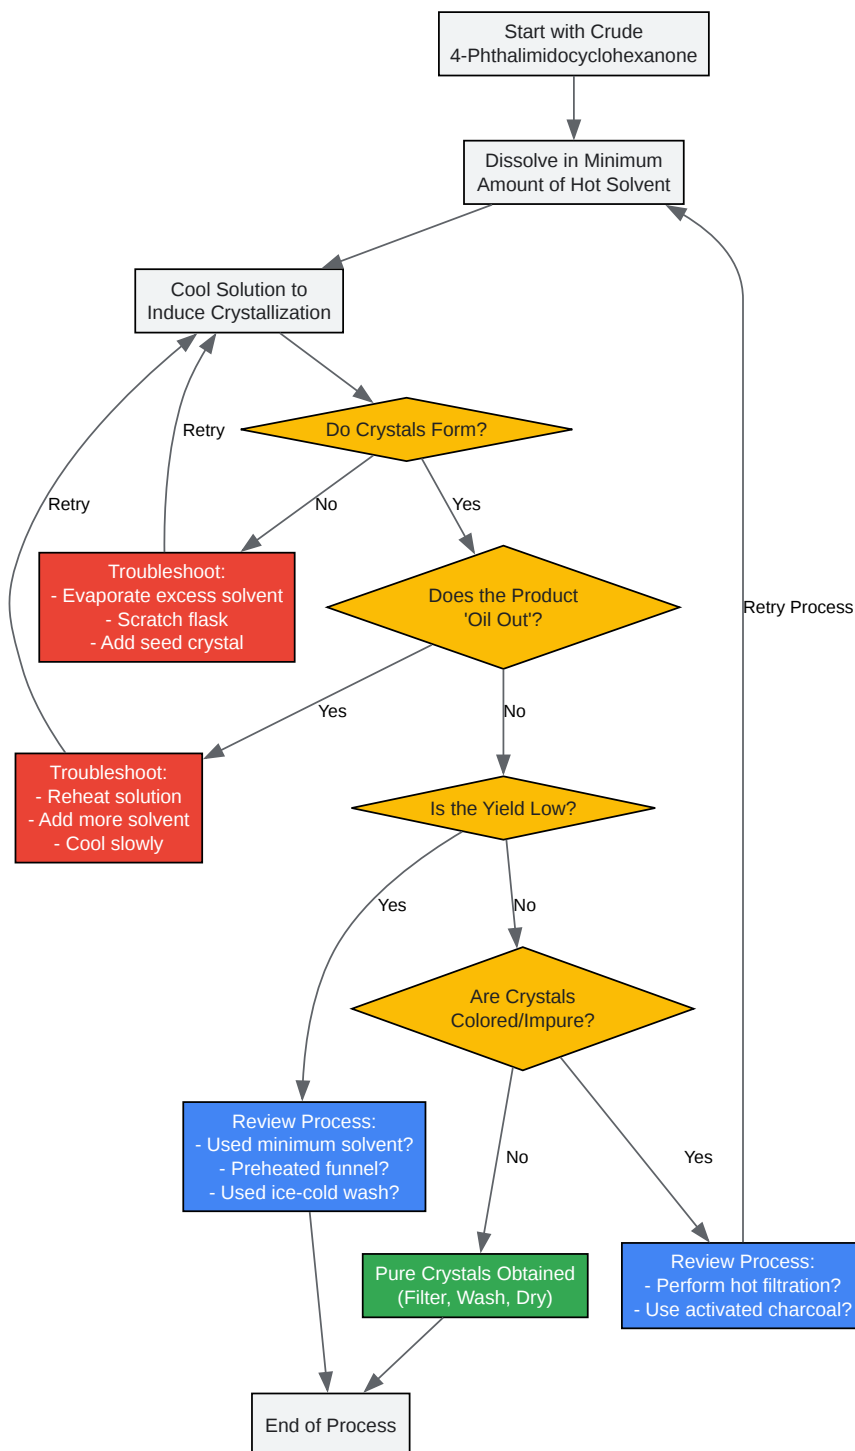 Start with Crude
4-Phthalimidocyclohexanone
Dissolve in Minimum
Amount of Hot Solvent
Cool Solution to
Induce Crystallization
Do Crystals Form?
Retry
Retry
No
Yes
Troubleshoot:
- Evaporate excess solvent
- Scratch flask
- Add seed crystal
Does the Product
'Oil Out'?
Retry Process
Yes
No
Troubleshoot:
- Reheat solution
- Add more solvent
- Cool slowly
Is the Yield Low?
Yes
No
Are Crystals
Colored/Impure?
Review Process:
- Used minimum solvent?
- Preheated funnel?
- Used ice-cold wash?
No
Yes
Pure Crystals Obtained
(Filter, Wash, Dry)
Review Process:
- Perform hot filtration?
- Use activated charcoal?
End of Process